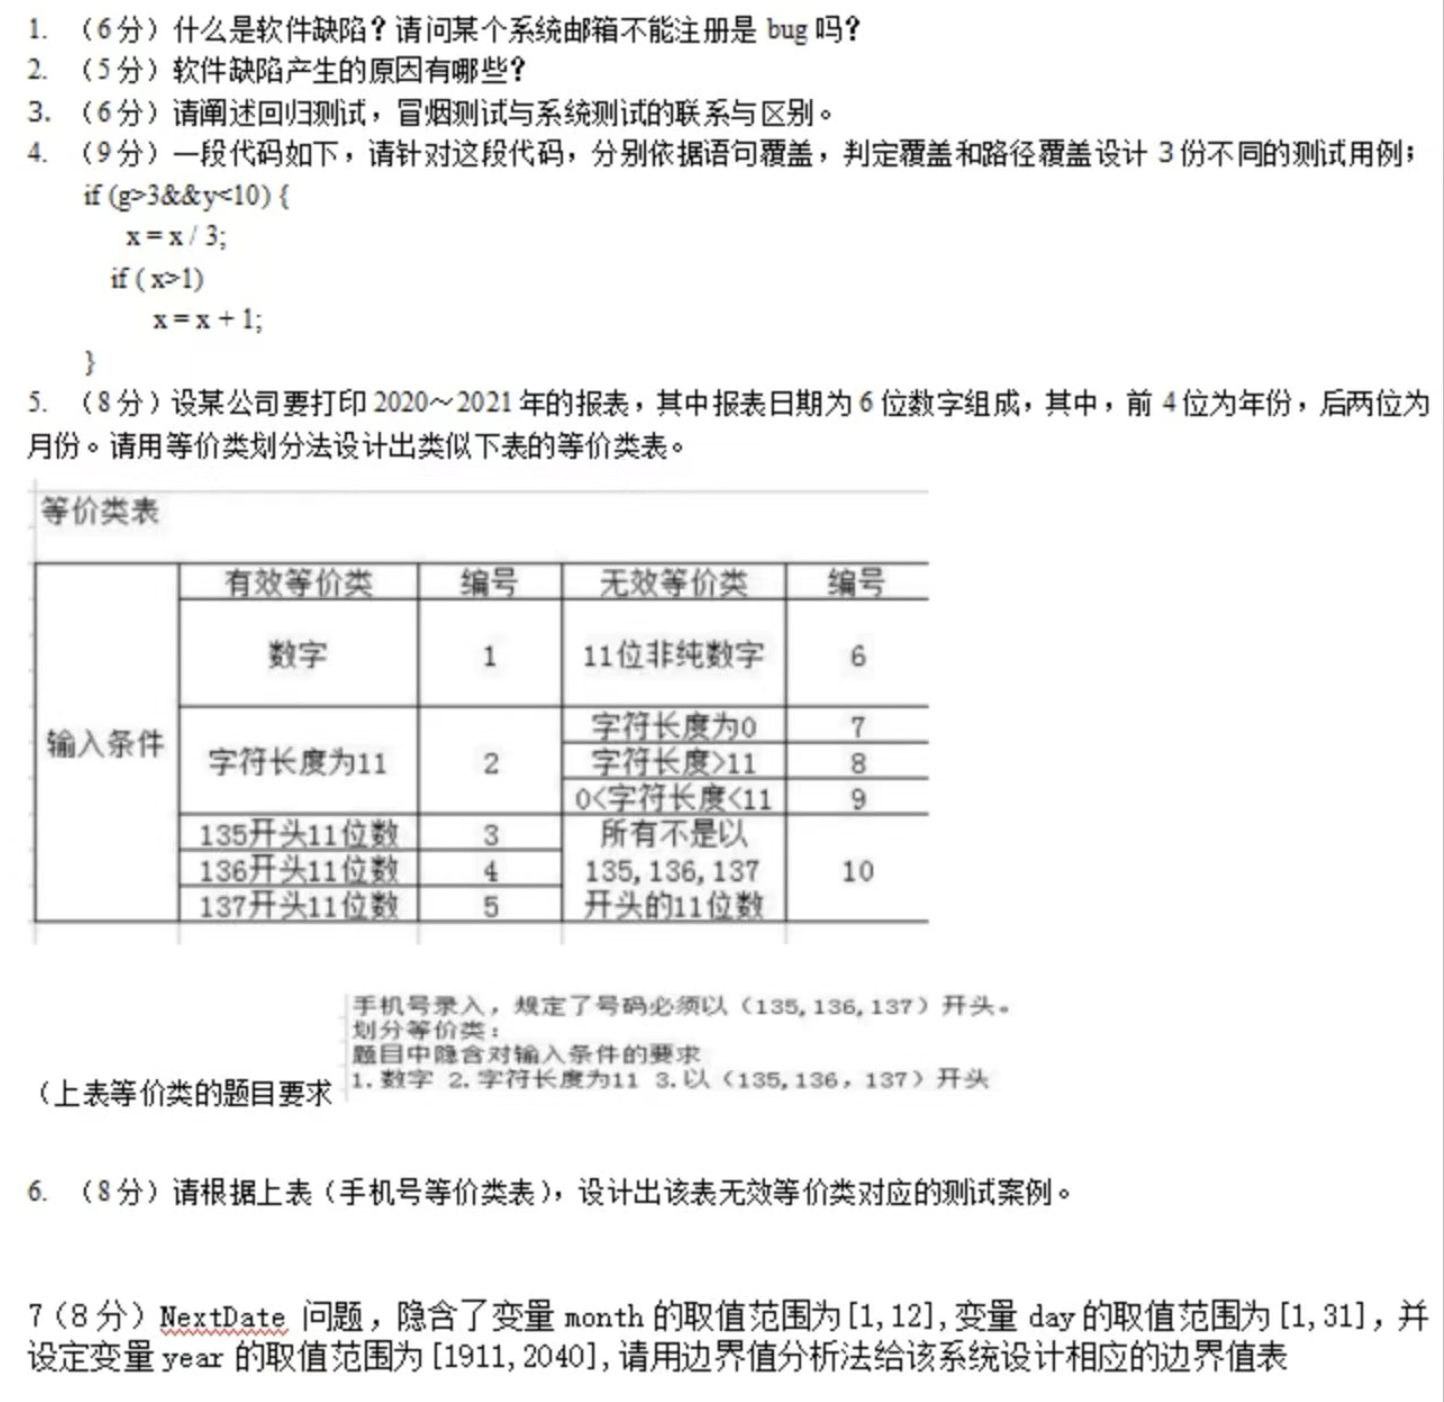 1. （6分）什么是软件缺陷？请问某个系统邮箱不能注册是 bug 吗？
2. （5分）软件缺陷产生的原因有哪些？
3. （6分）请阐述回归测试，冒烟测试与系统测试的联系与区别。
4. （9分）一段代码如下，请针对这段代码，分别依据语句覆盖，判定覆盖和路径覆盖设计 3 份不同的测试用例；
if (g>3&&y<10) {
x = x / 3;
if ( x>1)
x = x + 1;
}
5. （8分）设某公司要打印 2020～2021 年的报表，其中报表日期为 6 位数字组成，其中，前 4 位为年份，后两位为
月份。请用等价类划分法设计出类似下表的等价类表。
等价类表
有效等价类 编号 无效等价类 编号
数字 1 11位非纯数字 6
输入条件
字符长度为11 2
字符长度为0 7
字符长度>11 8
0<字符长度<11 9
135开头11位数 3
136开头11位数 4
137开头11位数 5
所有不是以
135,136,137
开头的11位数
10
手机号录入，规定了号码必须以（135,136,137）开头。
划分等价类：
题目中隐含对输入条件的要求
1.数字 2.字符长度为11 3.以（135,136，137）开头
（上表等价类的题目要求
6. （8分）请根据上表（手机号等价类表），设计出该表无效等价类对应的测试案例。
7（8分）NextDate 问题，隐含了变量 month 的取值范围为[1,12],变量 day的取值范围为[1,31]，并
设定变量year 的取值范围为[1911,2040],请用边界值分析法给该系统设计相应的边界值表